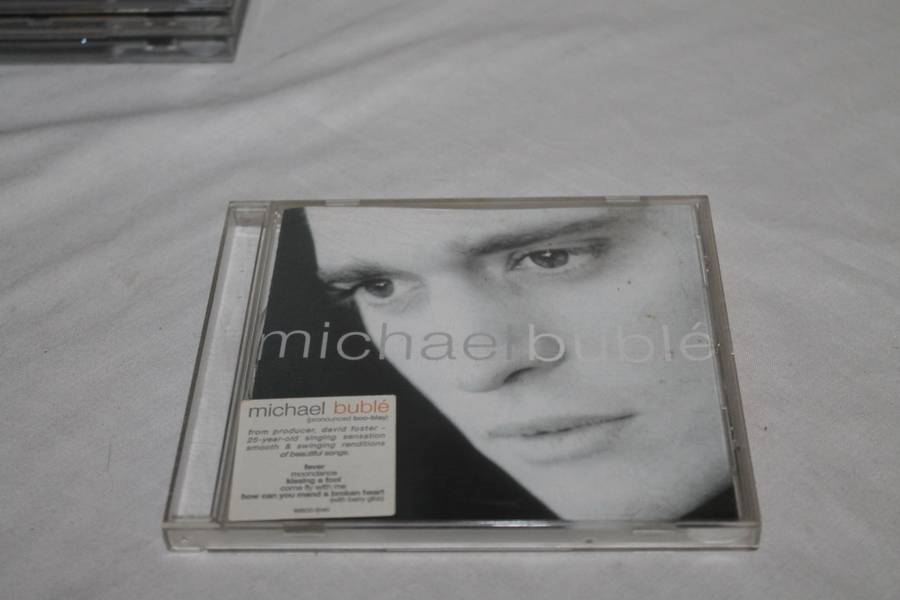 michael bublé
michael bublé
(pronounced boo-blay)
from producer, david foster -
25-year-old singing sensation
smooth & swinging renditions
of beautiful songs.
fever
moondance
kissing a fool
come fly with me
how can you mend a broken heart
(with barry gibb)